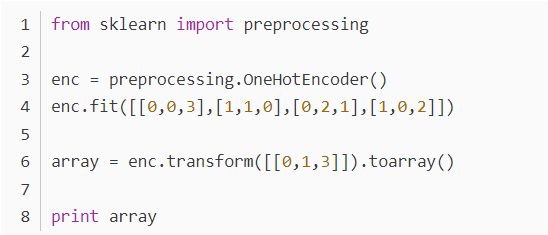 1 from sklearn import preprocessing
2
3 enc = preprocessing.OneHotEncoder()
4 enc.fit([[0,0,3],[1,1,0],[0,2,1],[1,0,2]])
5
6 array = enc.transform([[0,1,3]]).toarray()
7
8 print array